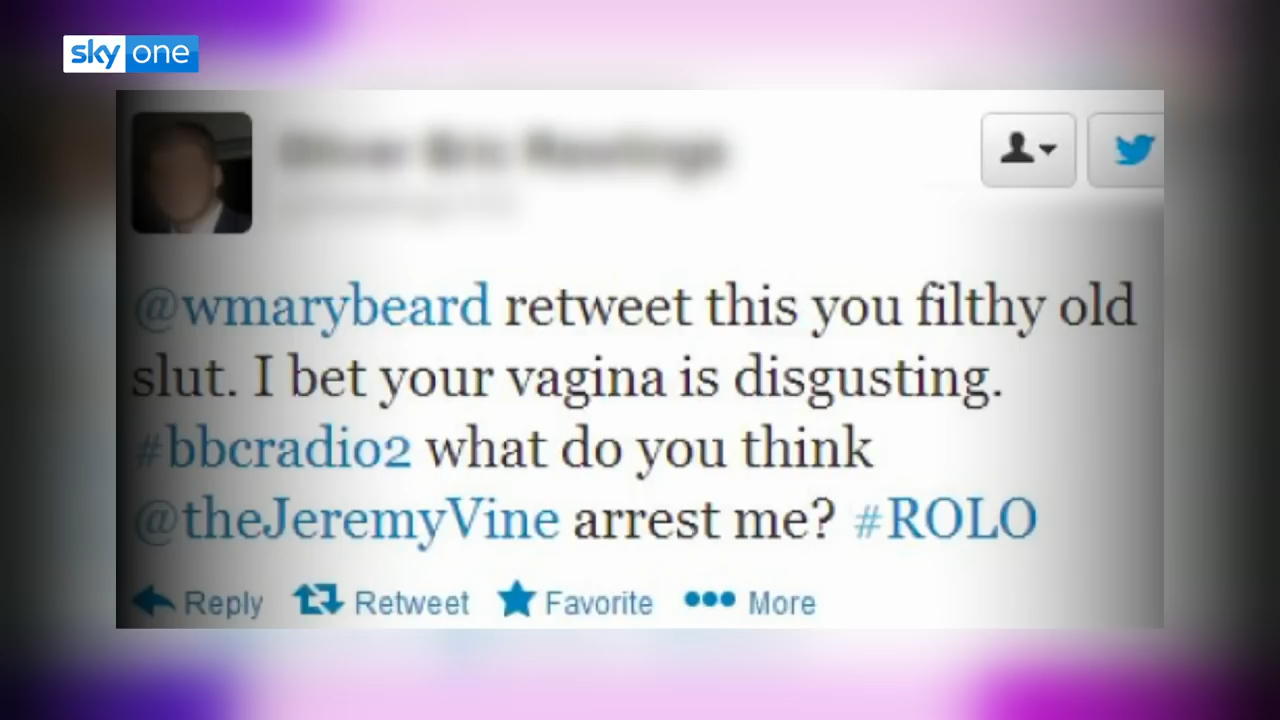 sky one
@wmarybeard retweet this you filthy old
slut. I bet your vagina is disgusting.
#bbcradio2 what do you think
@theJeremyVine arrest me? #ROLO
Reply Retweet Favorite More